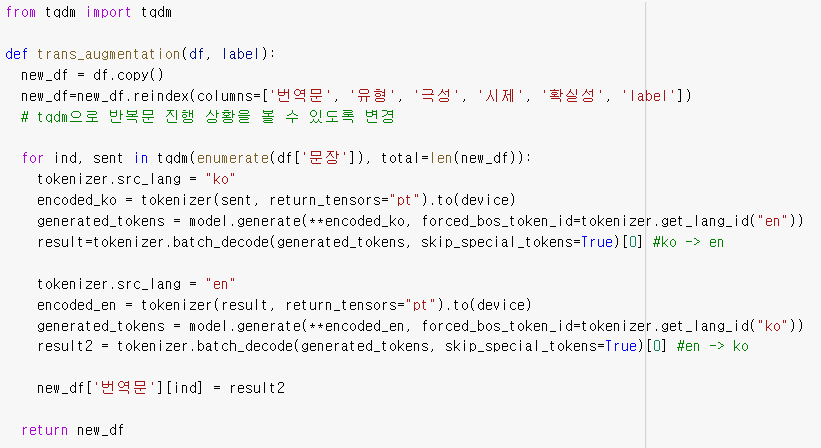 from tqdm import tqdm

def trans_augmentation(df, label):
  new_df = df.copy()
  new_df=new_df.reindex(columns=['번역문', '유형', '극성', '시제', '확실성', 'label'])
  # tqdm으로 반복문 진행 상황을 볼 수 있도록 변경

  for ind, sent in tqdm(enumerate(df['문장']), total=len(new_df)):
    tokenizer.src_lang = "ko"
    encoded_ko = tokenizer(sent, return_tensors="pt").to(device)
    generated_tokens = model.generate(**encoded_ko, forced_bos_token_id=tokenizer.get_lang_id("en"))
    result=tokenizer.batch_decode(generated_tokens, skip_special_tokens=True)[0] #ko -> en

    tokenizer.src_lang = "en"
    encoded_en = tokenizer(result, return_tensors="pt").to(device)
    generated_tokens = model.generate(**encoded_en, forced_bos_token_id=tokenizer.get_lang_id("ko"))
    result2 = tokenizer.batch_decode(generated_tokens, skip_special_tokens=True)[0] #en -> ko

    new_df['번역문'][ind] = result2

  return new_df